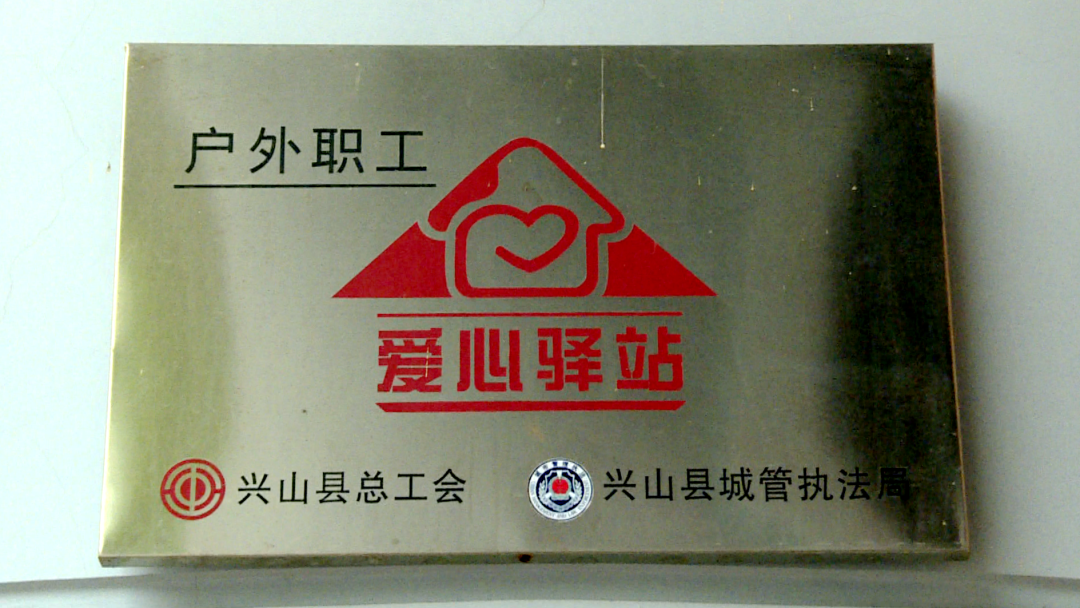 户外职工
爱心驿站
兴山县总工会
兴山县城管执法局